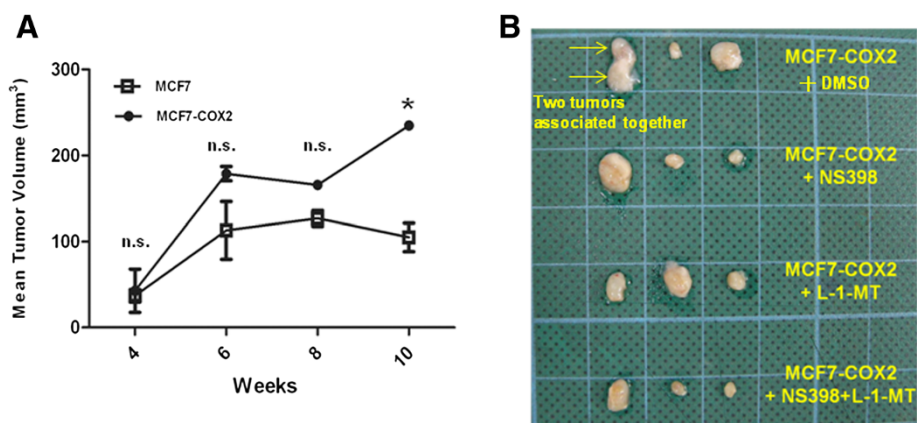 A
300
200
100
0
Mean Tumor Volume (mm³)
MCF7
MCF7-COX2
n.s.
n.s.
n.s.
*
4
6
8
10
Weeks
B
Two tumors
associated together
MCF7-COX2
+ DMSO
MCF7-COX2
+ NS398
MCF7-COX2
+ L-1-MT
MCF7-COX2
+ NS398+L-1-MT